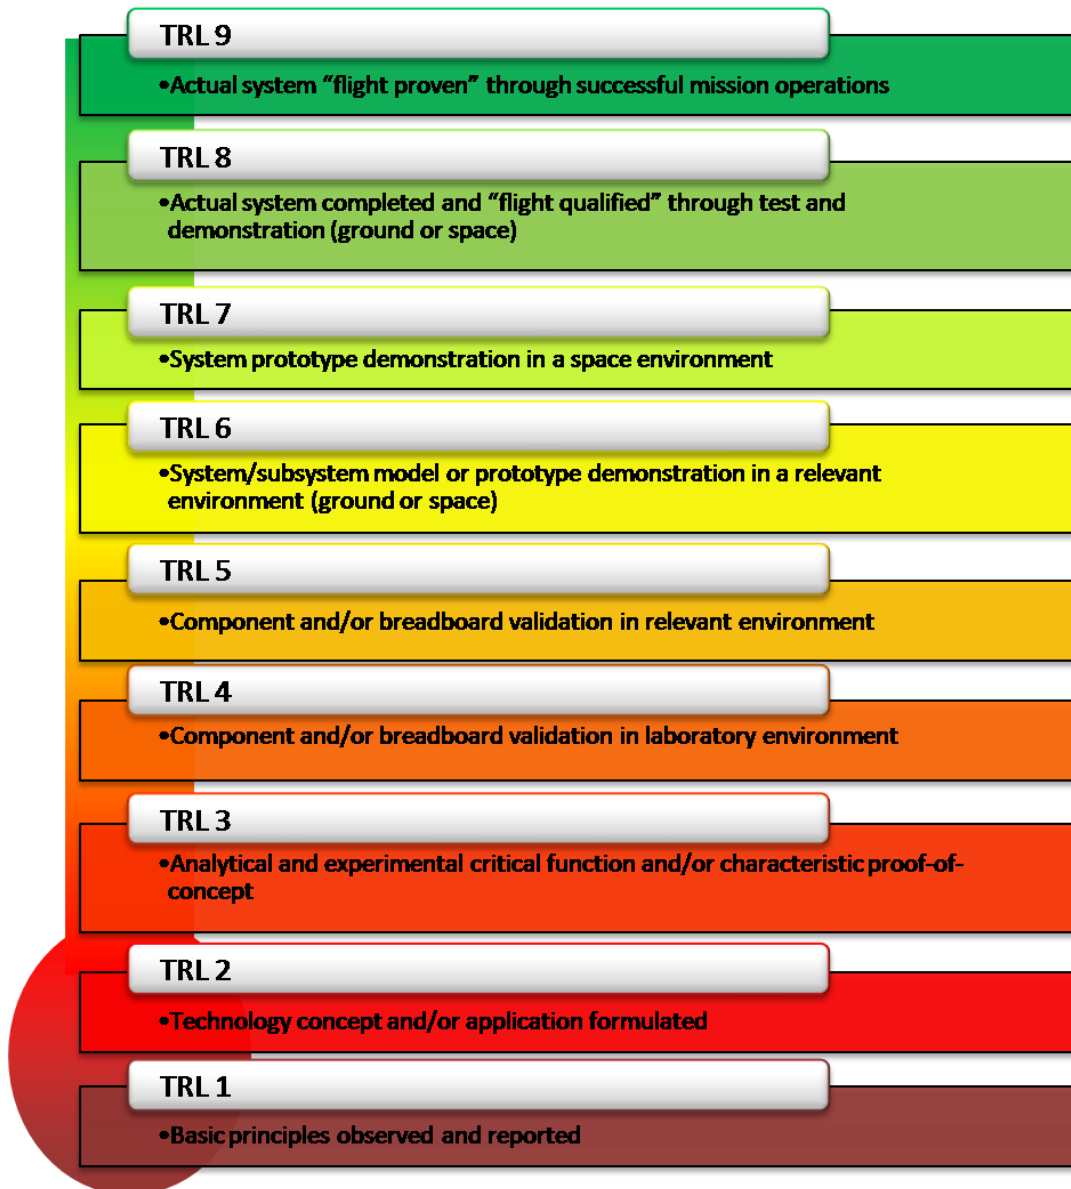 TRL 9
•Actual system “flight proven” through successful mission operations
TRL 8
•Actual system completed and “flight qualified” through test and
demonstration (ground or space)
TRL 7
•System prototype demonstration in a space environment
TRL 6
•System/subsystem model or prototype demonstration in a relevant
environment (ground or space)
TRL 5
•Component and/or breadboard validation in relevant environment
TRL 4
•Component and/or breadboard validation in laboratory environment
TRL 3
•Analytical and experimental critical function and/or characteristic proof-of-
concept
TRL 2
•Technology concept and/or application formulated
TRL 1
•Basic principles observed and reported